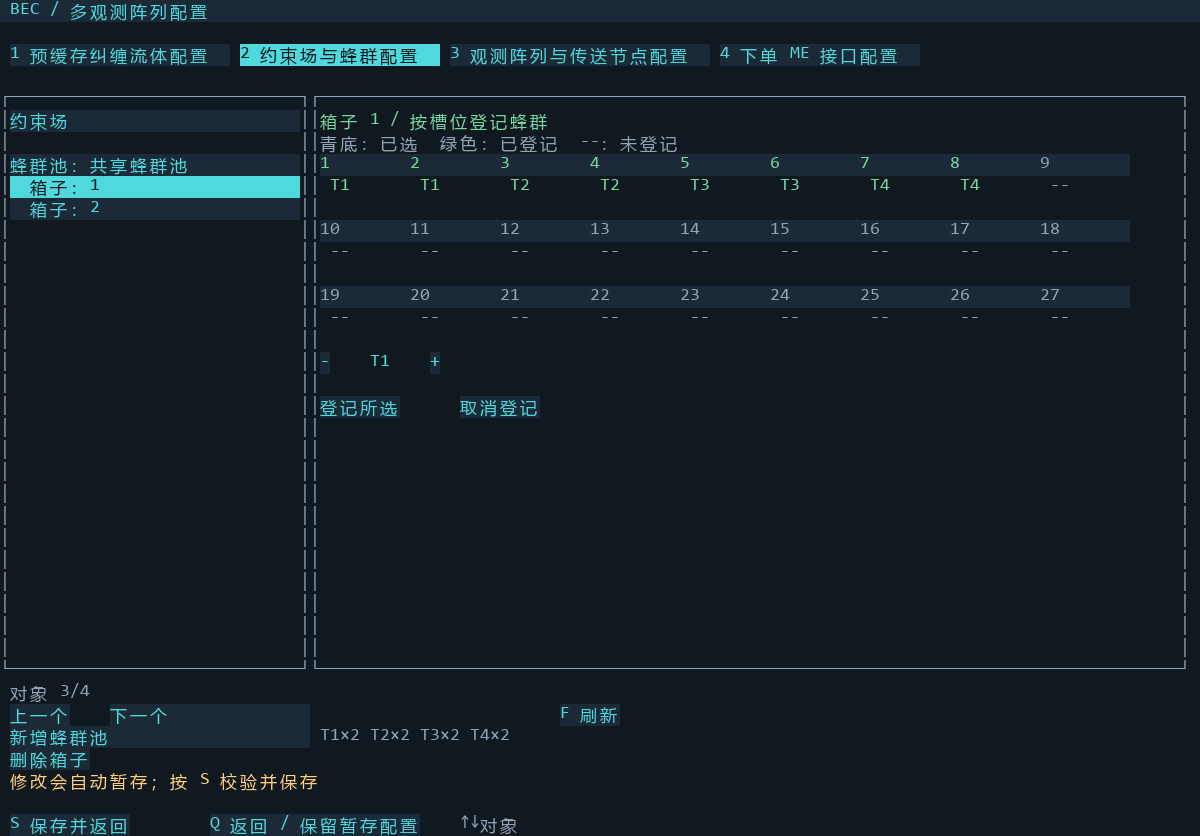 BEC / 多观测阵列配置
1 预缓存纠缠流体配置 2 约束场与蜂群配置 3 观测阵列与传送节点配置 4 下单 ME 接口配置
约束场
蜂群池: 共享蜂群池
箱子: 1
箱子: 2
箱子 1 / 按槽位登记蜂群
青底: 已选 绿色: 已登记 --: 未登记
1 2 3 4 5 6 7 8 9
T1 T1 T2 T2 T3 T3 T4 T4 --
10 11 12 13 14 15 16 17 18
-- -- -- -- -- -- -- -- --
19 20 21 22 23 24 25 26 27
-- -- -- -- -- -- -- -- --
- T1 +
登记所选 取消登记
对象 3/4
上一个 下一个 F 刷新
新增蜂群池 T1×2 T2×2 T3×2 T4×2
删除箱子
修改会自动暂存; 按 S 校验并保存
S 保存并返回 Q 返回 / 保留暂存配置 ↑↓对象